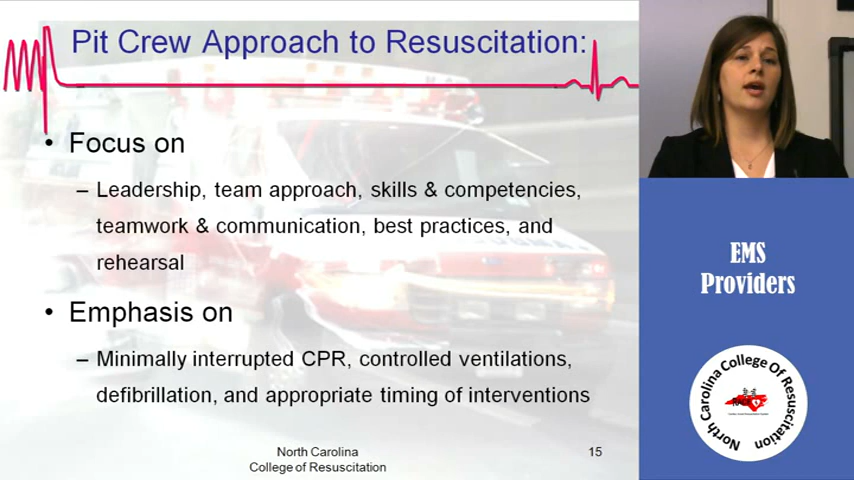 Pit Crew Approach to Resuscitation:
• Focus on
– Leadership, team approach, skills & competencies,
teamwork & communication, best practices, and
rehearsal
• Emphasis on
– Minimally interrupted CPR, controlled ventilations,
defibrillation, and appropriate timing of interventions
North Carolina
College of Resuscitation
15
EMS
Providers
North Carolina College Of Resuscitation